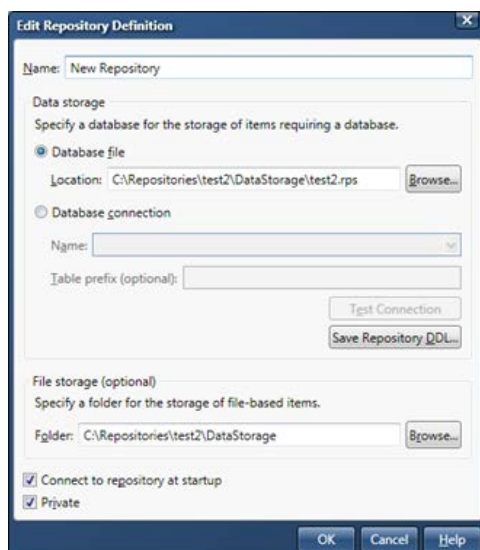 Edit Repository Definition
Name: New Repository
Data storage
Specify a database for the storage of items requiring a database.
Database file
Location: C:\Repositories\test2\DataStorage\test2.rps Browse...
Database connection
Name:
Table prefix (optional):
Test Connection
Save Repository DDL...
File storage (optional)
Specify a folder for the storage of file-based items.
Folder: C:\Repositories\test2\DataStorage Browse...
Connect to repository at startup
Private
OK Cancel Help